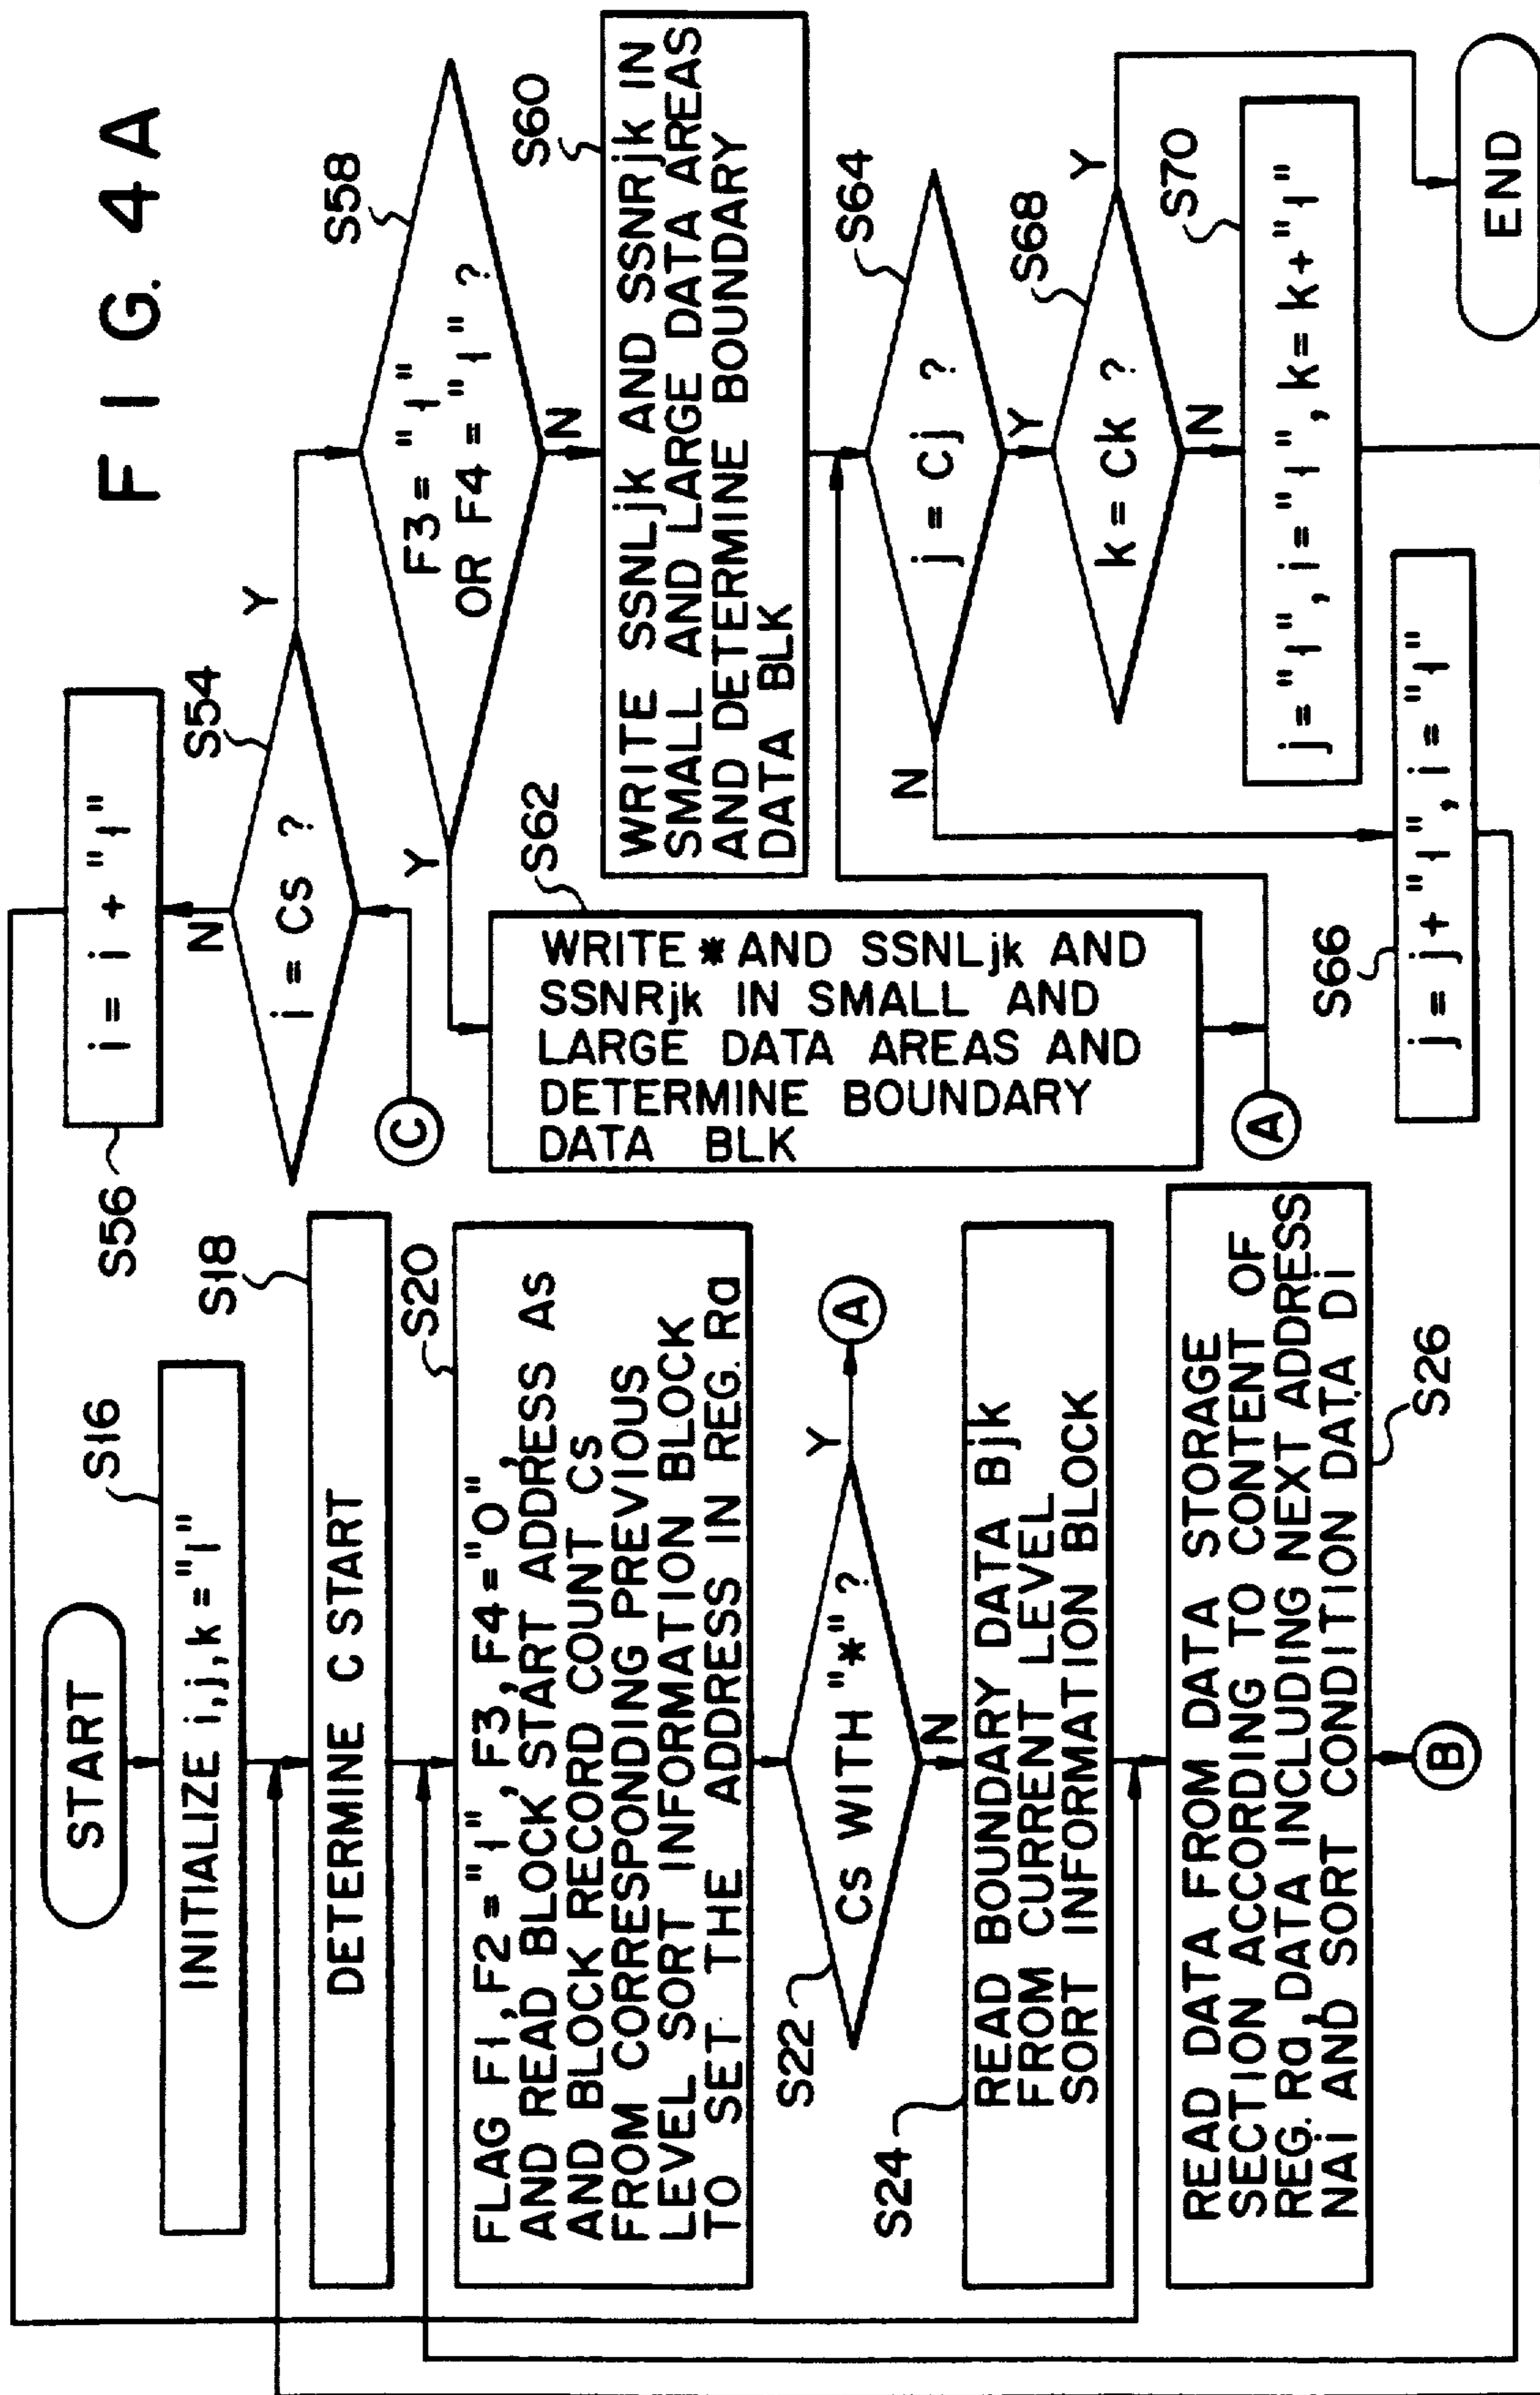 FIG. 4A
START
S16
INITIALIZE i,j,k="1"
S18
DETERMINE C START
S20
FLAG F1,F2="1", F3,F4="0",
AND READ BLOCK START ADDRESS As
AND BLOCK RECORD COUNT Cs
FROM CORRESPONDING PREVIOUS
LEVEL SORT INFORMATION BLOCK
TO SET THE ADDRESS IN REG. Ra
S22
Cs WITH "*" ?
Y
A
N
S24
READ BOUNDARY DATA Bjk
FROM CURRENT LEVEL
SORT INFORMATION BLOCK
READ DATA FROM DATA STORAGE
SECTION ACCORDING TO CONTENT OF
REG. Ra, DATA INCLUDING NEXT ADDRESS
NAi AND SORT CONDITION DATA Di
S26
B
S56
i = i + "1"
S54
N
i = Cs ?
Y
C
S58
F3 = "1"
OR F4 = "1" ?
Y
N
S60
WRITE SSNLjk AND SSNRjk IN
SMALL AND LARGE DATA AREAS
AND DETERMINE BOUNDARY
DATA BLK
S62
WRITE * AND SSNLjk AND
SSNRjk IN SMALL AND
LARGE DATA AREAS AND
DETERMINE BOUNDARY
DATA BLK
A
S64
j = Cj ?
N
Y
S68
k = Ck ?
Y
N
S66
j = j + "1", i = "1"
S70
j = "1", i = "1", k = k + "1"
END